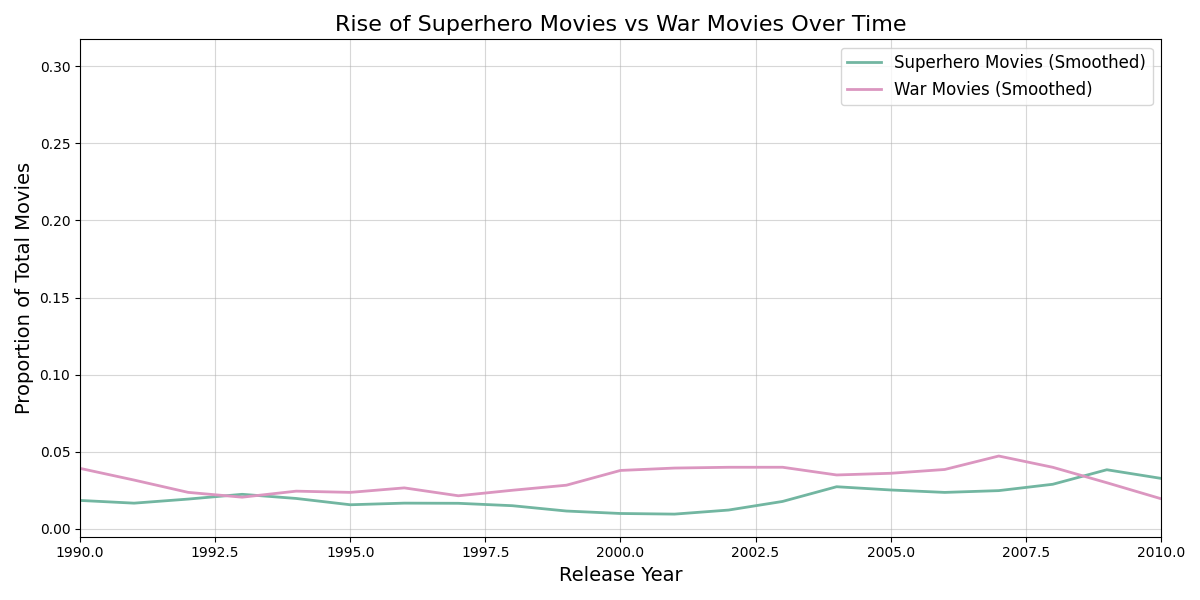 Rise of Superhero Movies vs War Movies Over Time
Superhero Movies (Smoothed)
War Movies (Smoothed)
Proportion of Total Movies
0.30
0.25
0.20
0.15
0.10
0.05
0.00
1990.0 1992.5 1995.0 1997.5 2000.0 2002.5 2005.0 2007.5 2010.0
Release Year